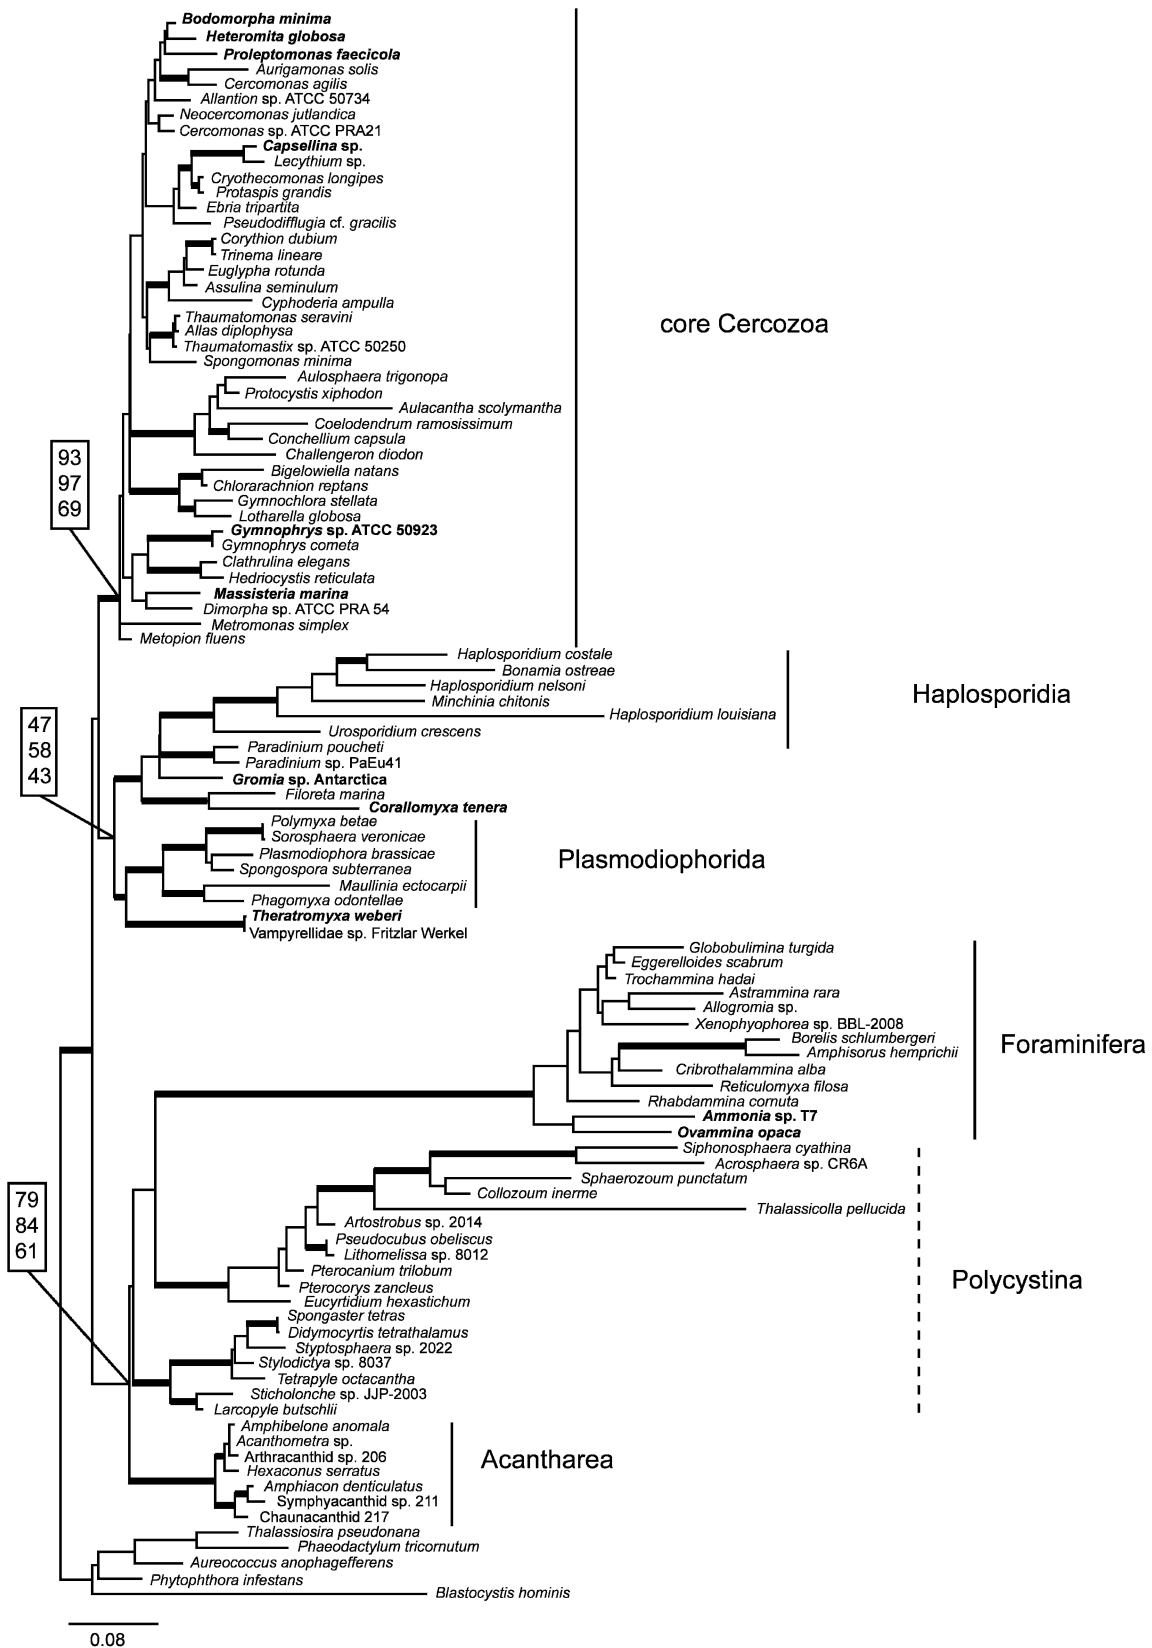 Bodomorpha minima
Heteromita globosa
Proleptomonas faecicola
Aurigamonas solis
Cercomonas agilis
Allantion sp. ATCC 50734
Neocercomonas jutlandica
Cercomonas sp. ATCC PRA21
Capsellina sp.
Lecythium sp.
Cryothecomonas longipes
Protaspis grandis
Ebria tripartita
Pseudodifflugia cf. gracilis
Corythion dubium
Trinema lineare
Euglypha rotunda
Assulina seminulum
Cyphoderia ampulla
Thaumatomonas seravini
Allas diplophysa
Thaumatomastix sp. ATCC 50250
Spongomonas minima
Aulosphaera trigonopa
Protocystis xiphodon
Aulacantha scolymantha
Coelodendrum ramosissimum
Conchellium capsula
Challengeron diodon
Bigelowiella natans
Chlorarachnion reptans
Gymnochlora stellata
Lotharella globosa
Gymnophrys sp. ATCC 50923
Gymnophrys cometa
Clathrulina elegans
Hedriocystis reticulata
Massisteria marina
Dimorpha sp. ATCC PRA 54
Metromonas simplex
Metopion fluens
core Cercozoa
93
97
69
Haplosporidium costale
Bonamia ostreae
Haplosporidium nelsoni
Minchinia chitonis
Haplosporidium louisiana
Urosporidium crescens
Haplosporidia
Paradinium poucheti
Paradinium sp. PaEu41
Gromia sp. Antarctica
Filoreta marina
Corallomyxa tenera
47
58
43
Polymyxa betae
Sorosphaera veronicae
Plasmodiophora brassicae
Spongospora subterranea
Maullinia ectocarpii
Phagomyxa odontellae
Plasmodiophorida
Theratromyxa weberi
Vampyrellidae sp. Fritzlar Werkel
Globobulimina turgida
Eggerelloides scabrum
Trochammina hadai
Astrammina rara
Allogromia sp.
Xenophyophorea sp. BBL-2008
Borelis schlumbergeri
Amphisorus hemprichii
Cribrothalammina alba
Reticulomyxa filosa
Rhabdammina cornuta
Ammonia sp. T7
Ovammina opaca
Foraminifera
Siphonosphaera cyathina
Acrosphaera sp. CR6A
Sphaerozoum punctatum
Collozoum inerme
Thalassicolla pellucida
Artostrobus sp. 2014
Pseudocubus obeliscus
Lithomelissa sp. 8012
Pterocanium trilobum
Pterocorys zancleus
Eucyrtidium hexastichum
Spongaster tetras
Didymocyrtis tetrathalamus
Styptosphaera sp. 2022
Stylodictya sp. 8037
Tetrapyle octacantha
Sticholonche sp. JJP-2003
Larcopyle butschlii
Polycystina
79
84
61
Amphibelone anomala
Acanthometra sp.
Arthracanthid sp. 206
Hexaconus serratus
Amphiacon denticulatus
Symphyacanthid sp. 211
Chaunacanthid 217
Acantharea
Thalassiosira pseudonana
Phaeodactylum tricornutum
Aureococcus anophagefferens
Phytophthora infestans
Blastocystis hominis
0.08